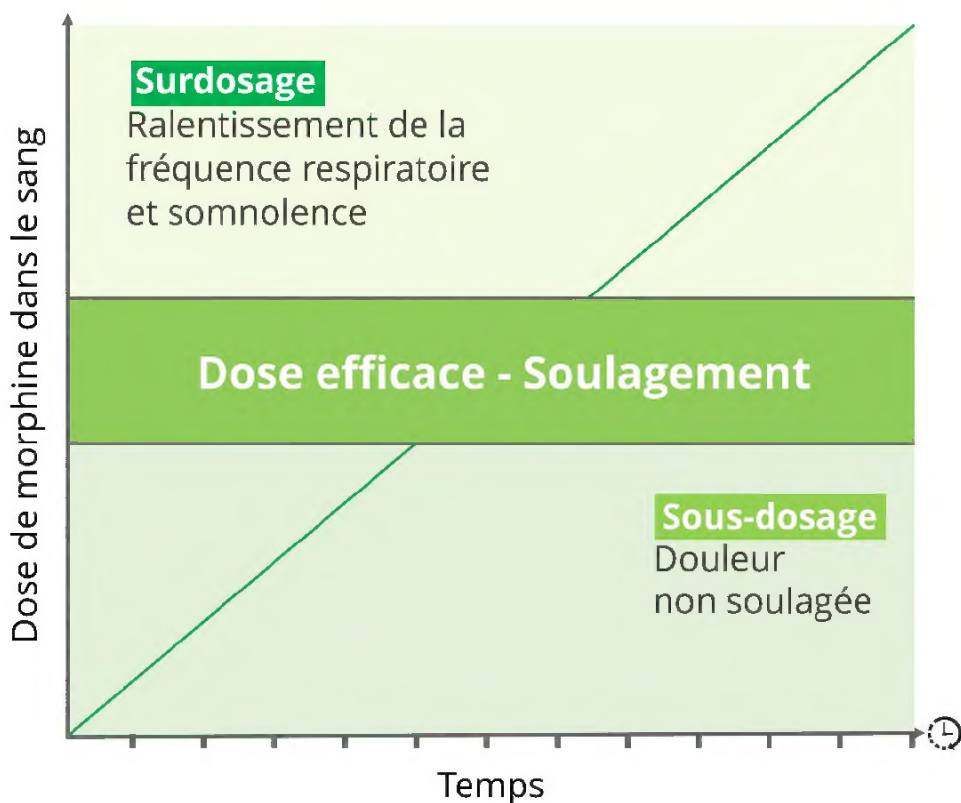 Surdosage
Ralentissement de la
fréquence respiratoire
et somnolence
Dose de morphine dans le sang
Dose efficace - Soulagement
Sous-dosage
Douleur
non soulagée
Temps